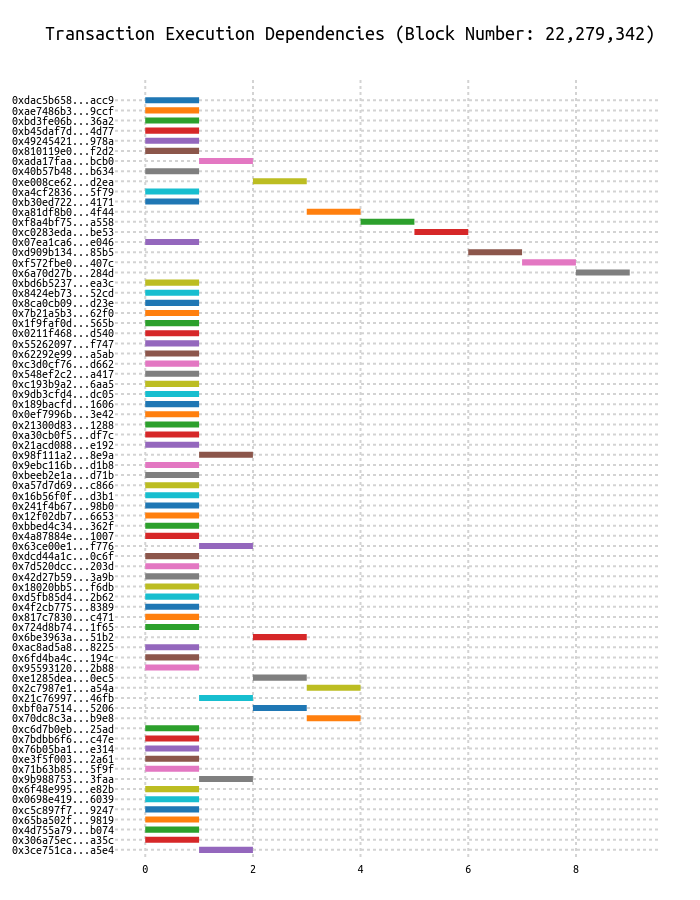 Transaction Execution Dependencies (Block Number: 22,279,342)
0xdac5b658...acc9
0xae7486b3...9ccf
0xbd3fe06b...36a2
0xb45daf7d...4d77
0x49245421...978a
0x810119e0...f2d2
0xada17faa...bcb0
0x40b57b48...b634
0xe008ce62...d2ea
0xa4cf2836...5f79
0xb30ed722...4171
0xa81df8b0...4f44
0xf8a4bf75...a558
0xc0283eda...be53
0x07ea1ca6...e046
0xd909b134...85b5
0xf572fbe0...407c
0x6a70d27b...284d
0xbd6b5237...ea3c
0x8424eb73...52cd
0x8ca0cb09...d23e
0x7b21a5b3...62f0
0x1f9faf0d...565b
0x0211f468...d540
0x55262097...f747
0x62292e99...a5ab
0xc3d0cf76...d662
0x548ef2c2...a417
0xc193b9a2...6aa5
0x9db3cfd4...dc05
0x189bacfd...1606
0x0ef7996b...3e42
0x21300d83...1288
0xa30cb0f5...df7c
0x21acd088...e192
0x98f111a2...8e9a
0x9ebc116b...d1b8
0xbeeb2e1a...d71b
0xa57d7d69...c866
0x16b56f0f...d3b1
0x241f4b67...98b0
0x12f02db7...6653
0xbbed4c34...362f
0x4a87884e...1007
0x63ce00e1...f776
0xdcd44a1c...0c6f
0x7d520dcc...203d
0x42d27b59...3a9b
0x18020bb5...f6db
0xd5fb85d4...2b62
0x4f2cb775...8389
0x817c7830...c471
0x724d8b74...1f65
0x6be3963a...51b2
0xac8ad5a8...8225
0x6fd4ba4c...194c
0x95593120...2b88
0xe1285dea...0ec5
0x2c7987e1...a54a
0x21c76997...46fb
0xbf0a7514...5206
0x70dc8c3a...b9e8
0xc6d7b0eb...25ad
0x7bdbb6f6...c47e
0x76b05ba1...e314
0xe3f5f003...2a61
0x71b63b85...5f9f
0x9b988753...3faa
0x6f48e995...e82b
0x0698e419...6039
0xc5c897f7...9247
0x65ba502f...9819
0x4d755a79...b074
0x306a75ec...a35c
0x3ce751ca...a5e4
0 2 4 6 8